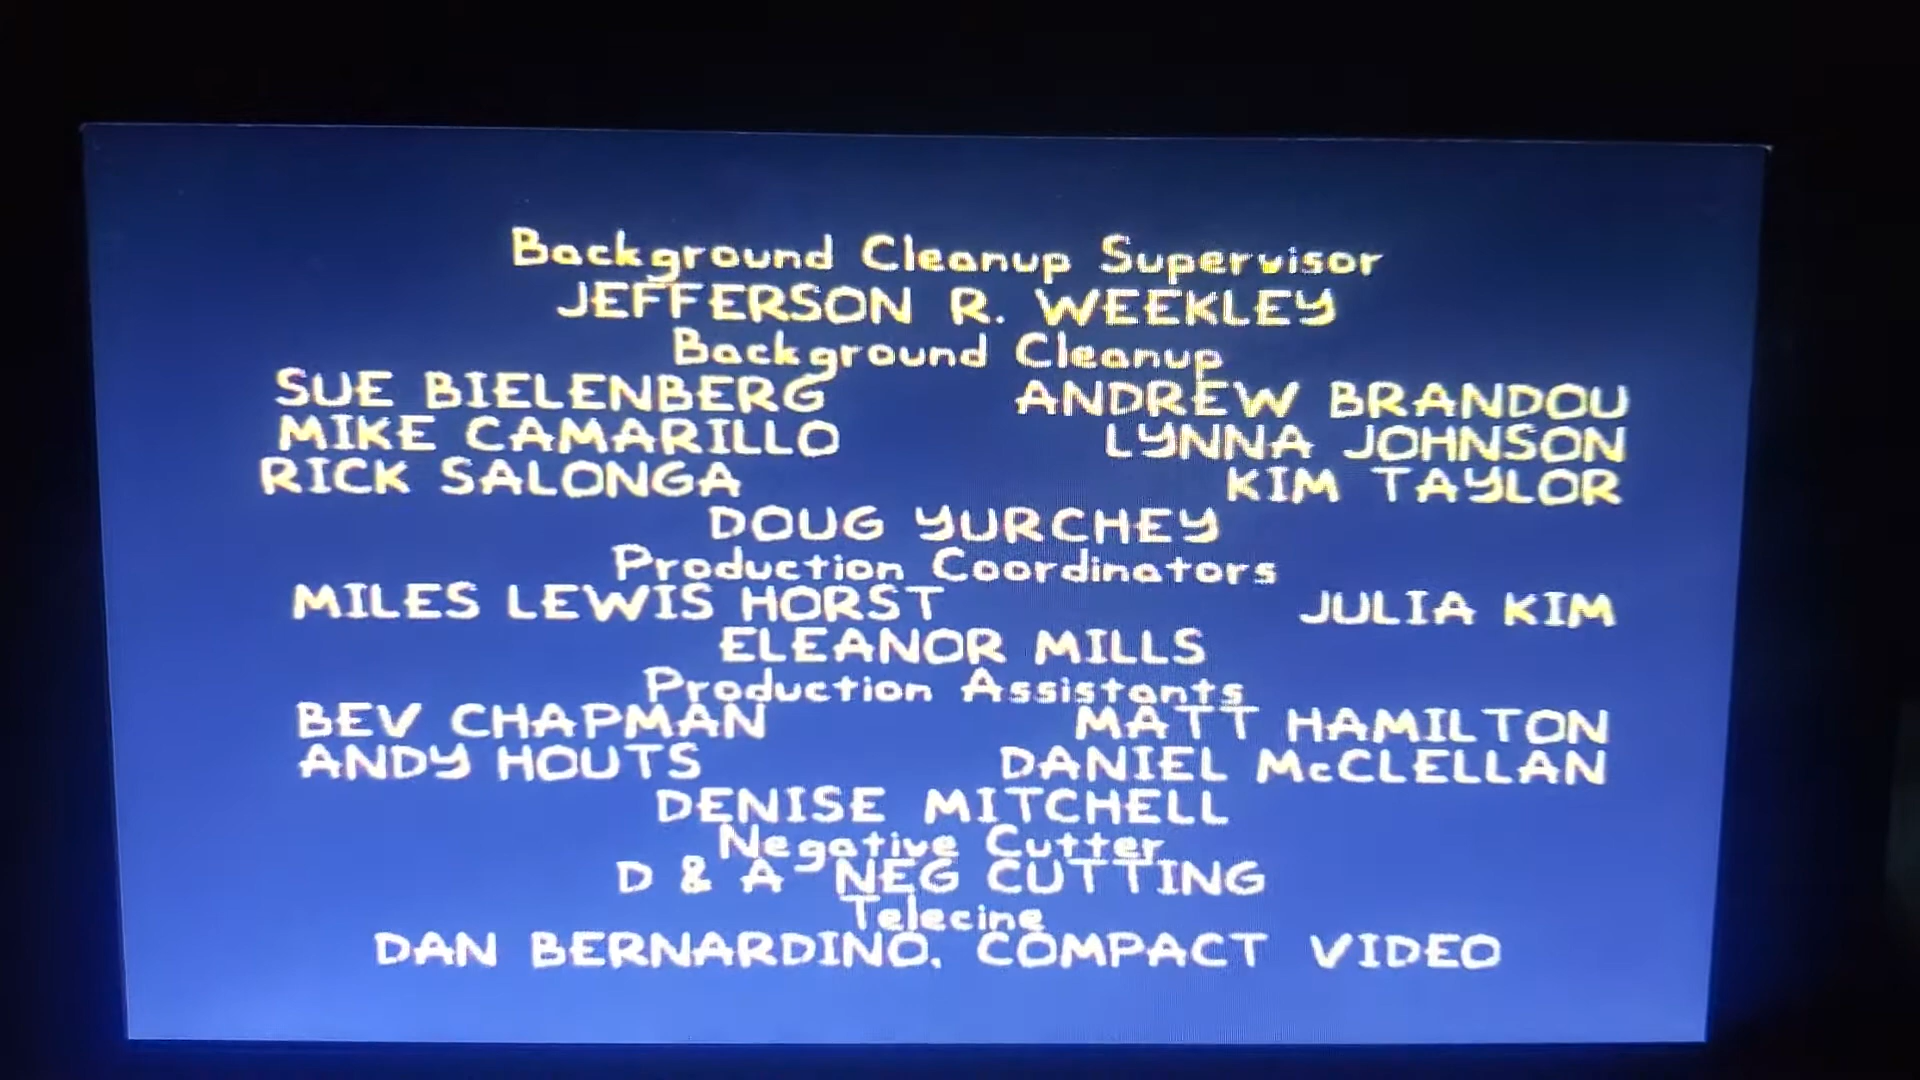 Background Cleanup Supervisor
JEFFERSON R. WEEKLEY
Background Cleanup
SUE BIELENBERG ANDREW BRANDOU
MIKE CAMARILLO LYNNA JOHNSON
RICK SALONGA KIM TAYLOR
DOUG YURCHEY
Production Coordinators
MILES LEWIS HORST JULIA KIM
ELEANOR MILLS
Production Assistants
BEV CHAPMAN MATT HAMILTON
ANDY HOUTS DANIEL McCLELLAN
DENISE MITCHELL
Negative Cutter
D & A NEG CUTTING
Telecine
DAN BERNARDINO, COMPACT VIDEO